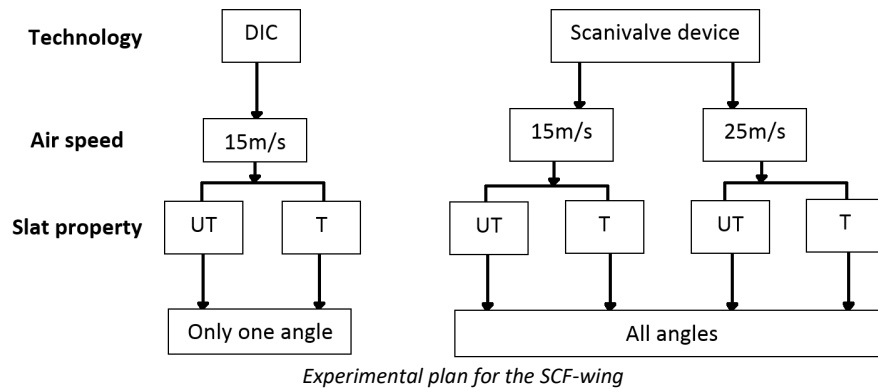 Technology
DIC
Scanivalve device
Air speed
15m/s
15m/s
25m/s
Slat property
UT
T
UT
T
UT
T
Only one angle
All angles
Experimental plan for the SCF-wing